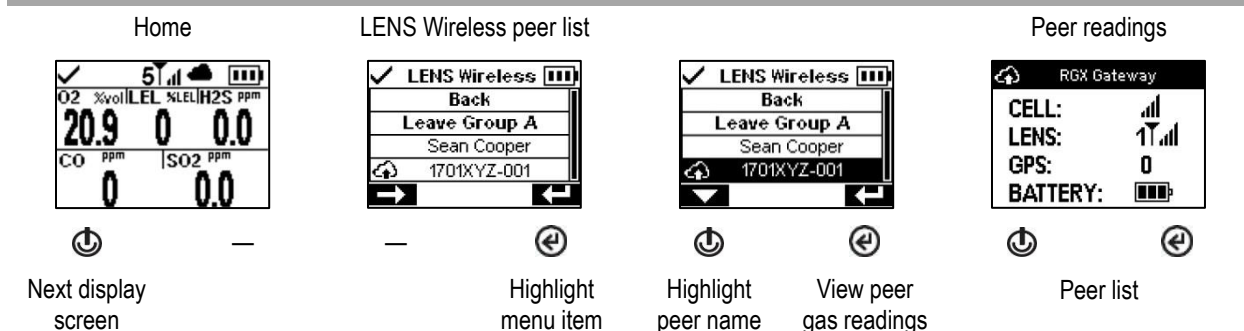 Home
LENS Wireless peer list
Peer readings
5
O2 %vol LEL %LEL H2S ppm
20.9 0 0.0
CO ppm SO2 ppm
0 0.0
LENS Wireless
Back
Leave Group A
Sean Cooper
1701XYZ-001
LENS Wireless
Back
Leave Group A
Sean Cooper
1701XYZ-001
RGX Gateway
CELL:
LENS: 1
GPS: 0
BATTERY:
— —
Next display
screen
Highlight
menu item
Highlight
peer name
View peer
gas readings
Peer list